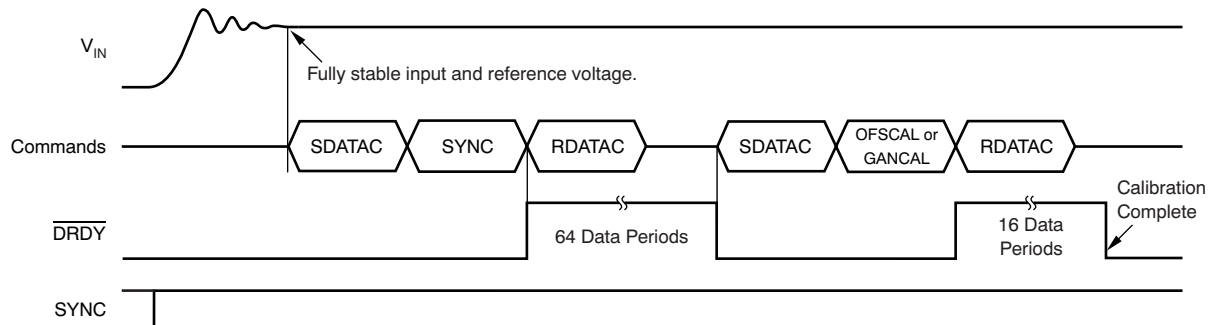 VIN
Fully stable input and reference voltage.
Commands
SDATAC
SYNC
RDATAC
SDATAC
OFSCAL or
GANCAL
RDATAC
Calibration
Complete
DRDY
64 Data Periods
16 Data
Periods
SYNC